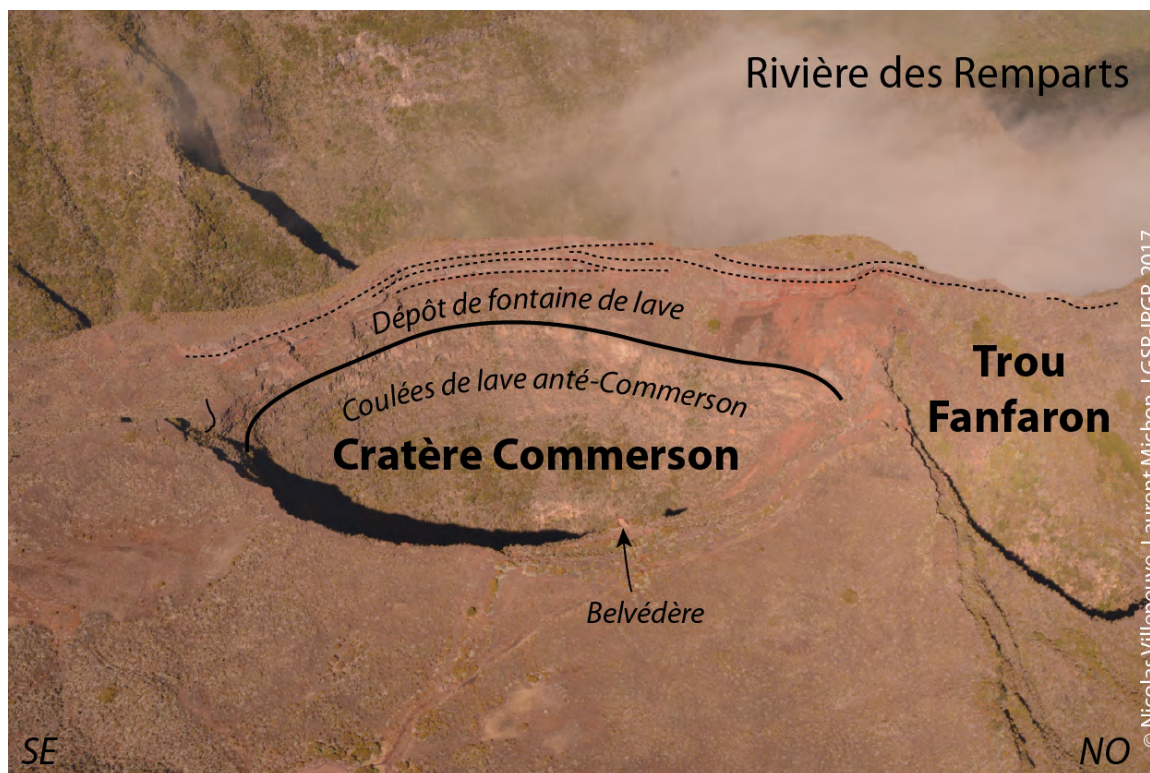 Rivière des Remparts
Dépôt de fontaine de lave
Coulées de lave anté-Commerson
Cratère Commerson
Trou
Fanfaron
Belvédère
SE
NO
© Nicolas Villeneuve, Laurent Michon, LGSR-IPGP 2017